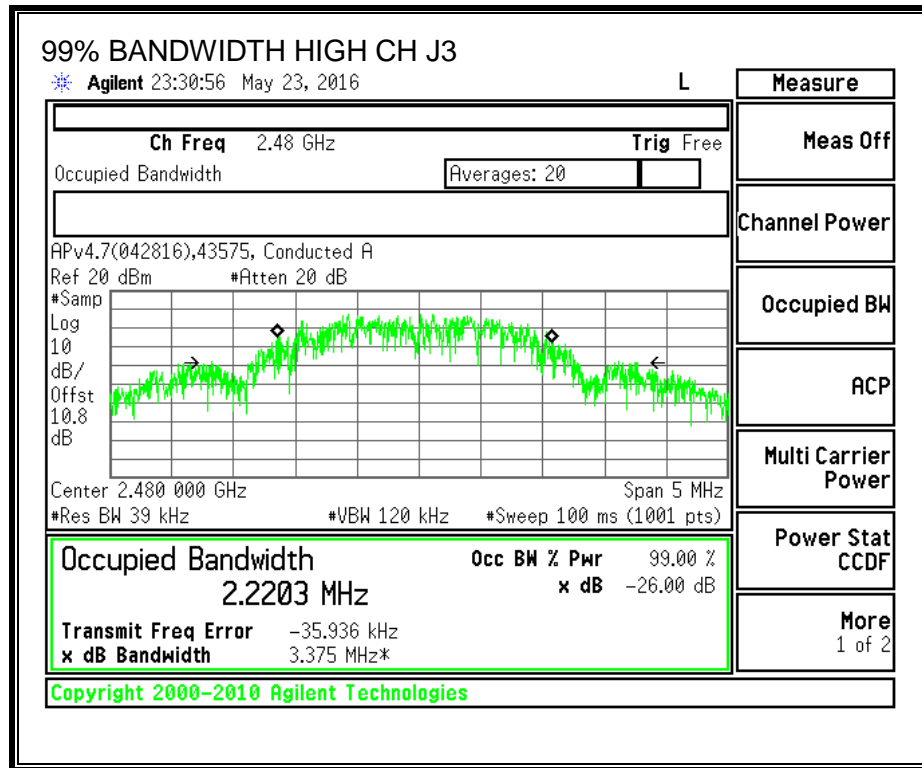 99% BANDWIDTH HIGH CH J3
Agilent 23:30:56 May 23, 2016 L
Measure
Ch Freq 2.48 GHz Trig Free
Meas Off
Occupied Bandwidth Averages: 20
Channel Power
APv4.7(042816),43575, Conducted A
Ref 20 dBm #Atten 20 dB
#Samp
Log
10
dB/
Offst
10.8
dB
Occupied BW
ACP
Multi Carrier
Power
Center 2.480 000 GHz Span 5 MHz
#Res BW 39 kHz #VBW 120 kHz #Sweep 100 ms (1001 pts)
Power Stat
CCDF
Occupied Bandwidth Occ BW % Pwr 99.00 %
2.2203 MHz x dB -26.00 dB
Transmit Freq Error -35.936 kHz
x dB Bandwidth 3.375 MHz*
More
1 of 2
Copyright 2000-2010 Agilent Technologies